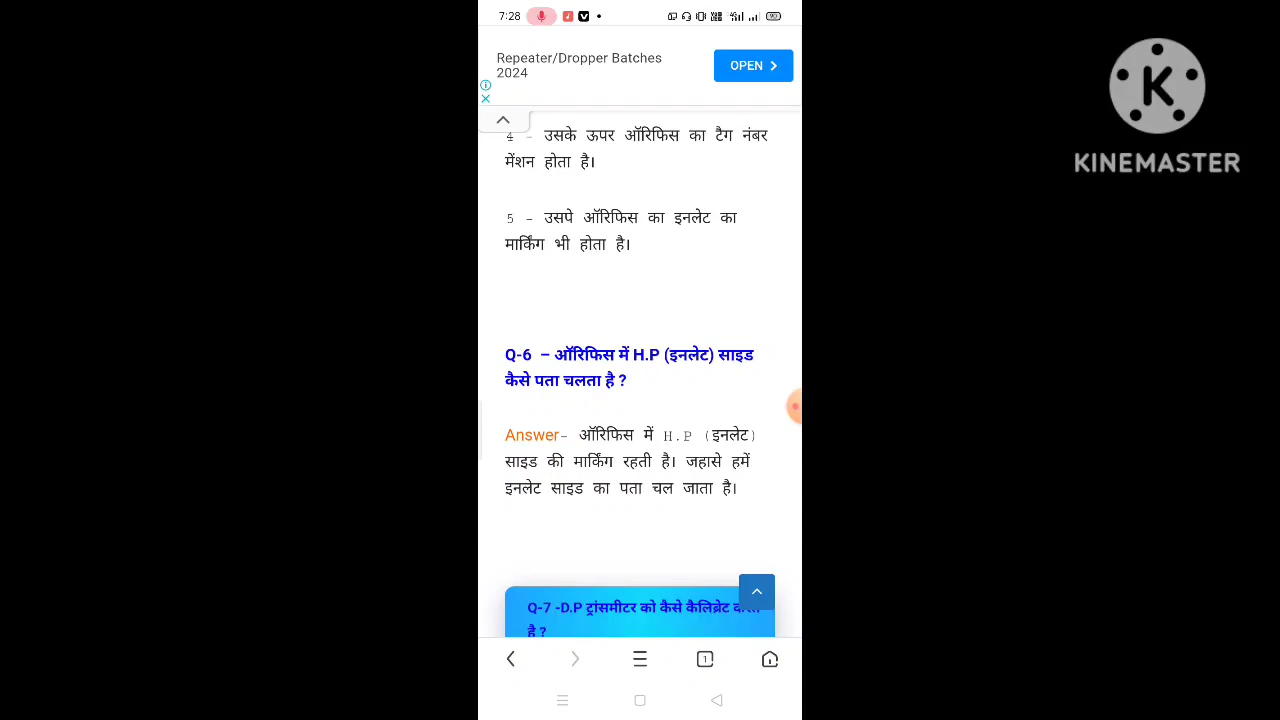 7:28
Repeater/Dropper Batches
2024
OPEN
K
KINEMASTER
4 - उसके ऊपर ऑरिफिस का टैग नंबर
मेंशन होता है।
5 - उसपे ऑरिफिस का इनलेट का
मार्किंग भी होता है।
Q-6 – ऑरिफिस में H.P (इनलेट) साइड
कैसे पता चलता है ?
Answer- ऑरिफिस में H.P (इनलेट)
साइड की मार्किंग रहती है। जहासे हमें
इनलेट साइड का पता चल जाता है।
Q-7 -D.P ट्रांसमीटर को कैसे कैलिब्रेट
है ?
1